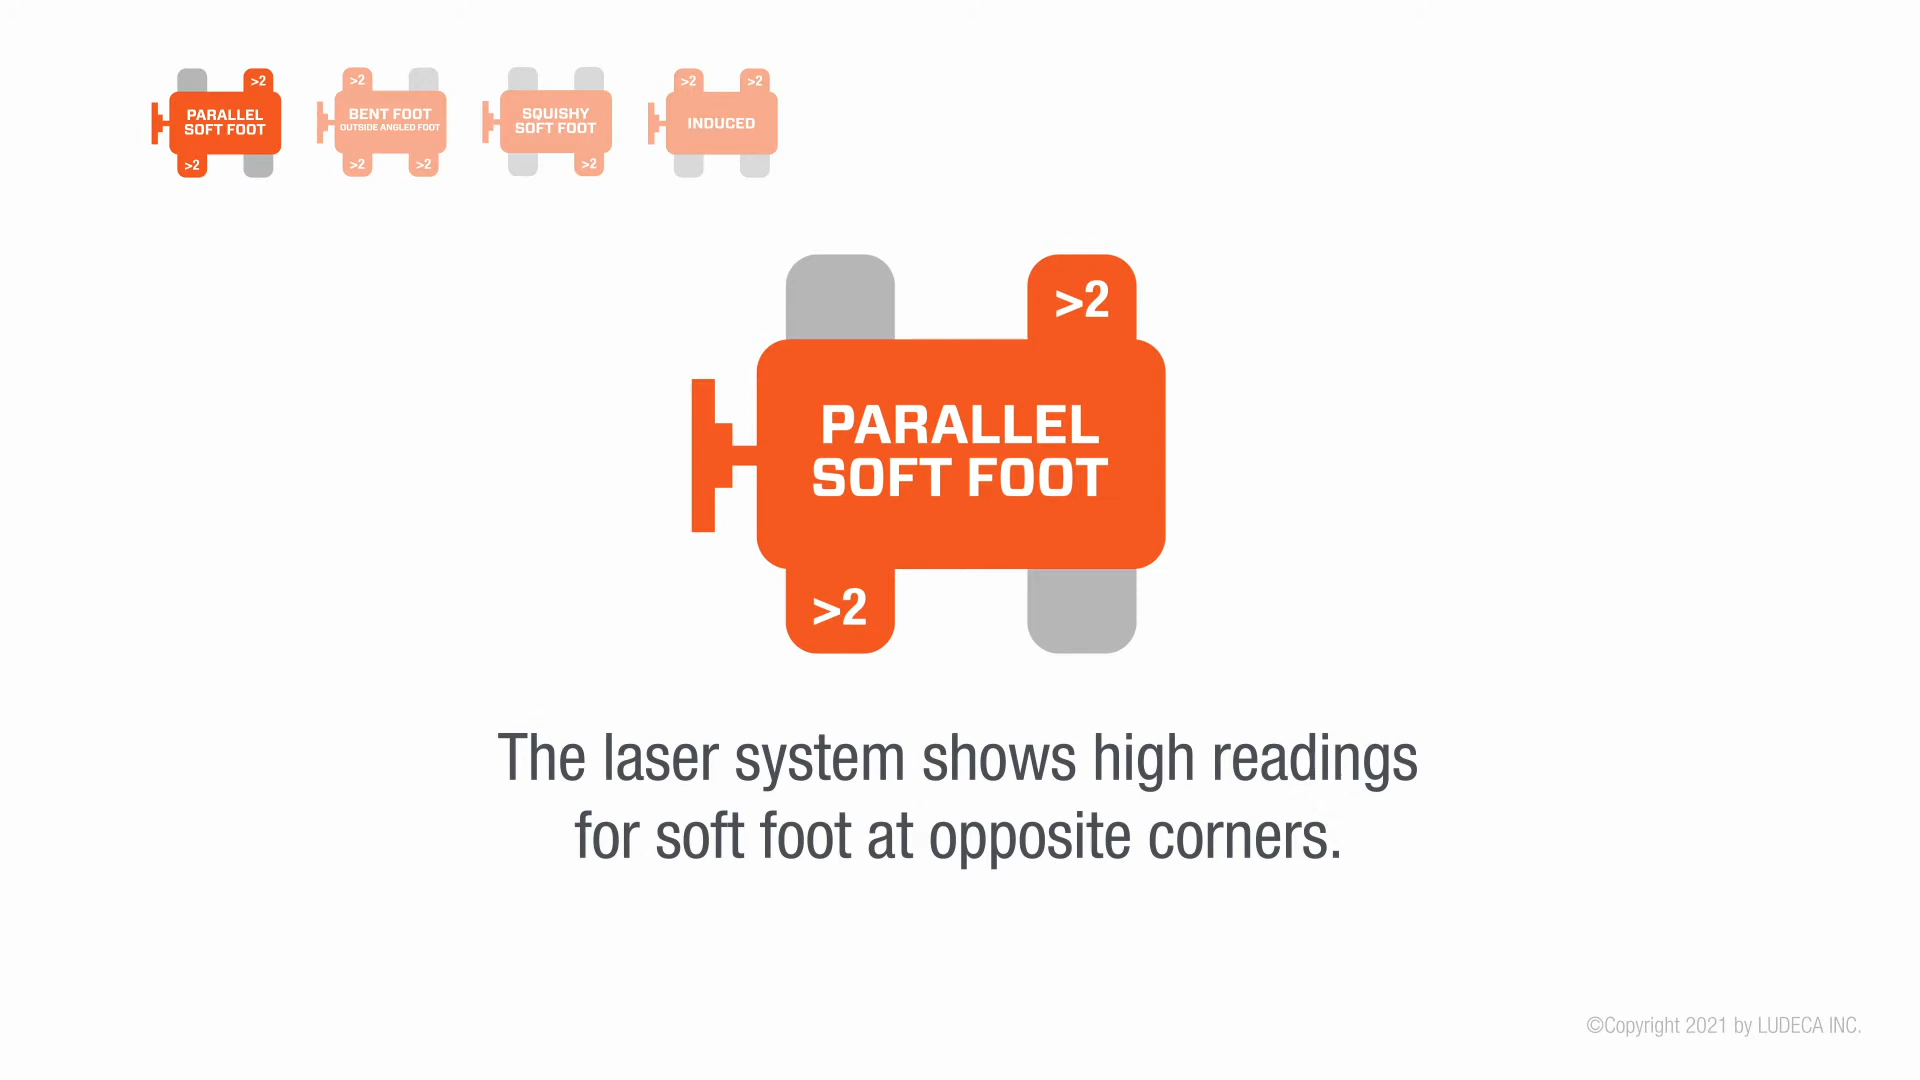 >2
PARALLEL
SOFT FOOT
>2
>2
BENT FOOT
OUTSIDE ANGLED FOOT
>2
>2
SQUISHY
SOFT FOOT
>2
>2
>2
INDUCED
>2
PARALLEL
SOFT FOOT
>2
The laser system shows high readings
for soft foot at opposite corners.
©Copyright 2021 by LUDECA INC.